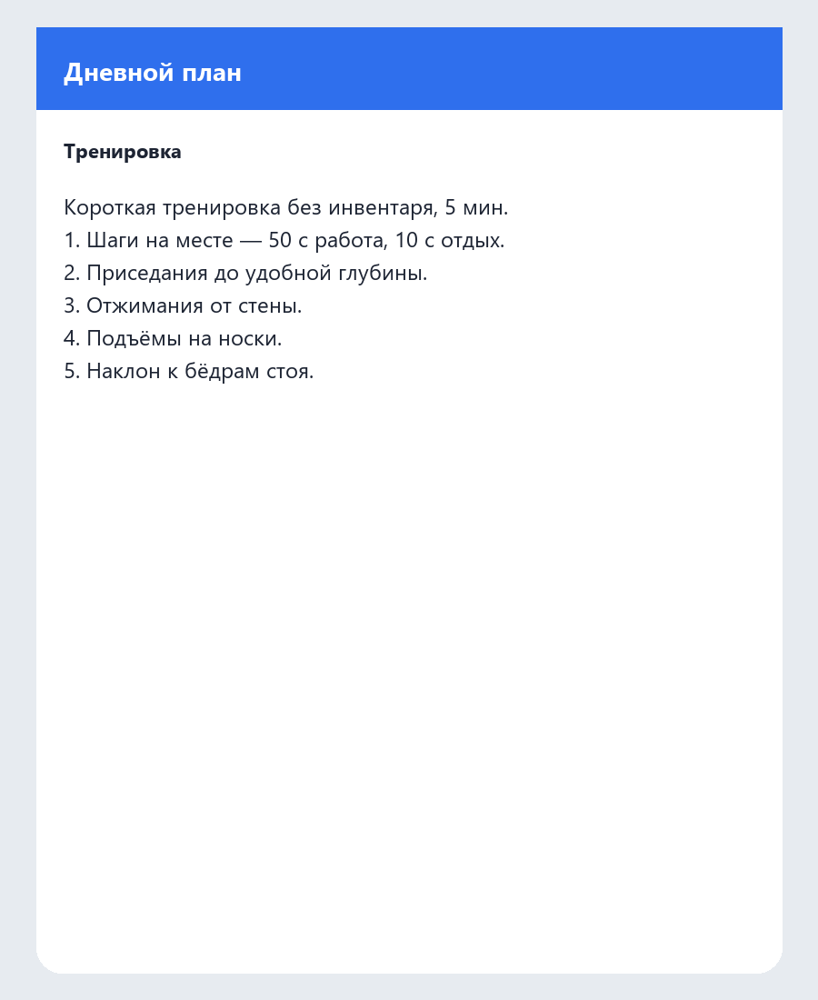 Дневной план
Тренировка
Короткая тренировка без инвентаря, 5 мин.
1. Шаги на месте — 50 с работа, 10 с отдых.
2. Приседания до удобной глубины.
3. Отжимания от стены.
4. Подъёмы на носки.
5. Наклон к бёдрам стоя.